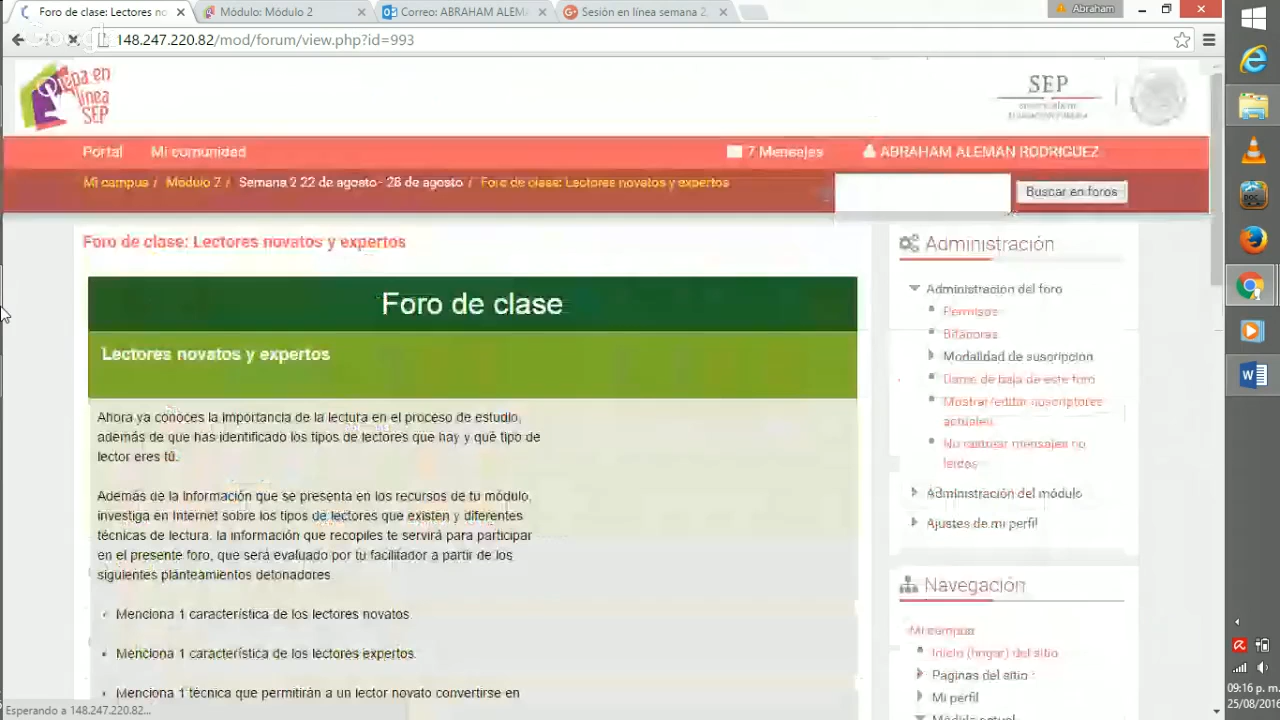 Foro de clase: Lectores no
Módulo: Módulo 2
Correo: ABRAHAM ALEM
Sesión en línea semana 2,
Abraham
148.247.220.82/mod/forum/view.php?id=993
Prepa en línea SEP
SEP
Portal
Mi comunidad
7 Mensajes
ABRAHAM ALEMAN RODRIGUEZ
Mi campus / Módulo 2 / Semana 2 22 de agosto- 28 de agosto / Foro de clase: Lectores novatos y expertos
Buscar en foros
Foro de clase: Lectores novatos y expertos
Foro de clase
Lectores novatos y expertos
Ahora ya conoces la importancia de la lectura en el proceso de estudio,
además de que has identificado los tipos de lectores que hay y qué tipo de
lector eres tú.
Además de la información que se presenta en los recursos de tu módulo,
investiga en Internet sobre los tipos de lectores que existen y diferentes
técnicas de lectura. la información que recopiles te servirá para participar
en el presente foro, que será evaluado por tu facilitador a partir de los
siguientes planteamientos detonadores
Menciona 1 característica de los lectores novatos
Menciona 1 característica de los lectores expertos.
Menciona 1 técnica que permitirán a un lector novato convertirse en
Administración
Administración del foro
Permisos
Bitácoras
Modalidad de suscripción
Darse de baja de este foro
Mostrar/editar suscriptores
actuales
No rastrear mensajes no
leídos
Administración del módulo
Ajustes de mi perfil
Navegación
Mi campus
Inicio (hogar) del sitio
Páginas del sitio
Mi perfil
Módulo actual
Esperando a 148.247.220.82...
09:16 p. m.
25/08/2016